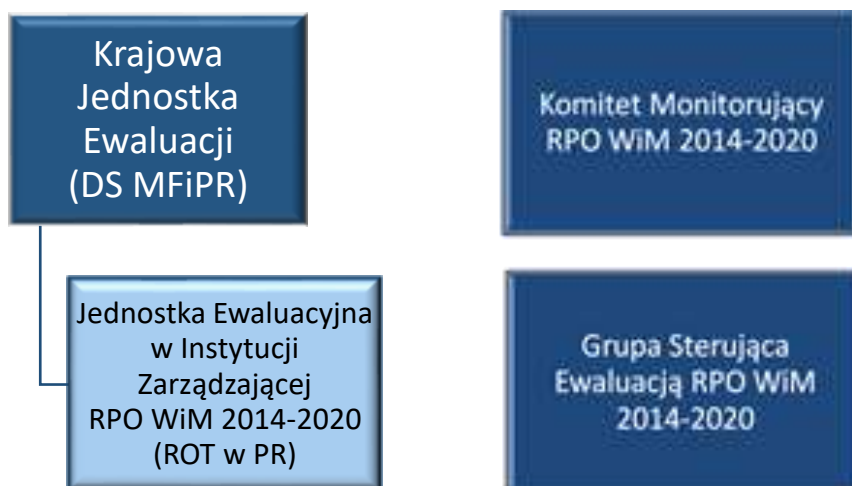 Krajowa
Jednostka
Ewaluacji
(DS MFiPR)
Jednostka Ewaluacyjna
w Instytucji
Zarządzającej
RPO WiM 2014-2020
(ROT w PR)
Komitet Monitorujący
RPO WiM 2014-2020
Grupa Sterująca
Ewaluacją RPO WiM
2014-2020